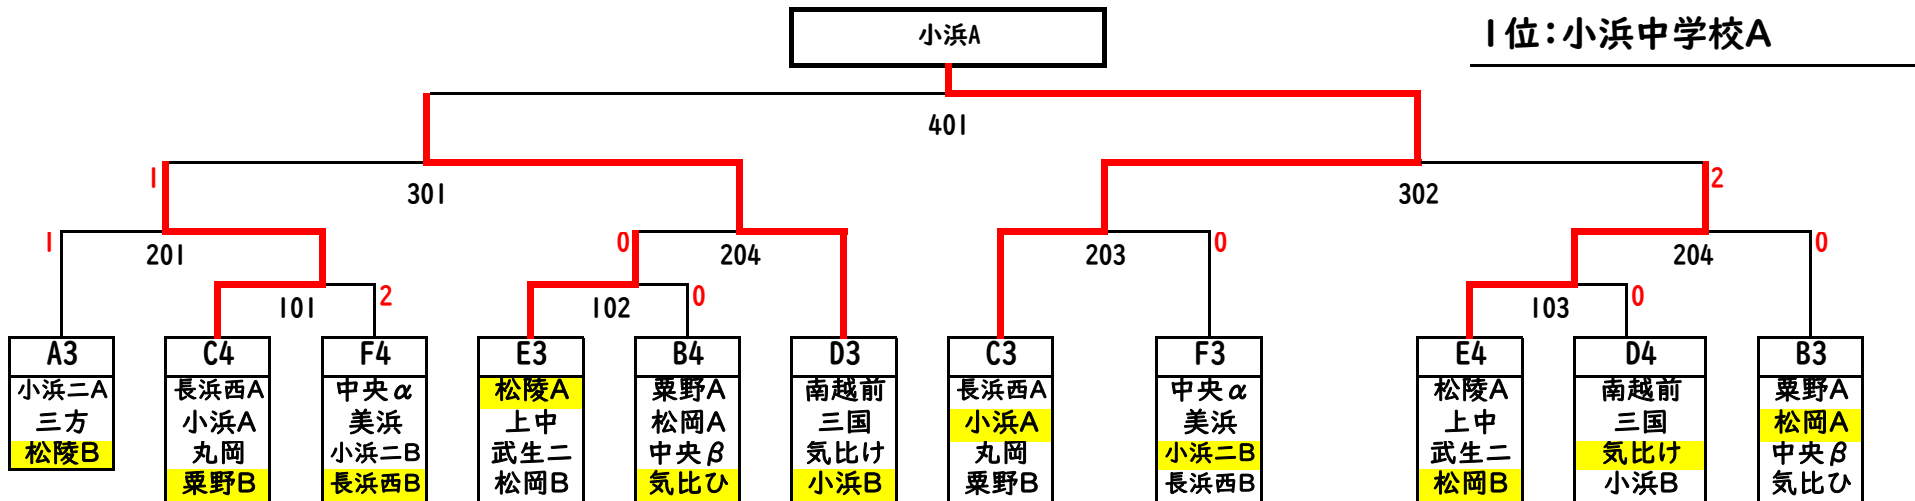 小浜A
1位：小浜中学校A
401
1
301
302
2
1
201
0
204
203
0
204
0
101
2
102
0
103
0
A3
小浜二A
三方
松陵B
C4
長浜西A
小浜A
丸岡
粟野B
F4
中央α
美浜
小浜二B
長浜西B
E3
松陵A
上中
武生二
松岡B
B4
粟野A
松岡A
中央β
気比ひ
D3
南越前
三国
気比け
小浜B
C3
長浜西A
小浜A
丸岡
粟野B
F3
中央α
美浜
小浜二B
長浜西B
E4
松陵A
上中
武生二
松岡B
D4
南越前
三国
気比け
小浜B
B3
粟野A
松岡A
中央β
気比ひ